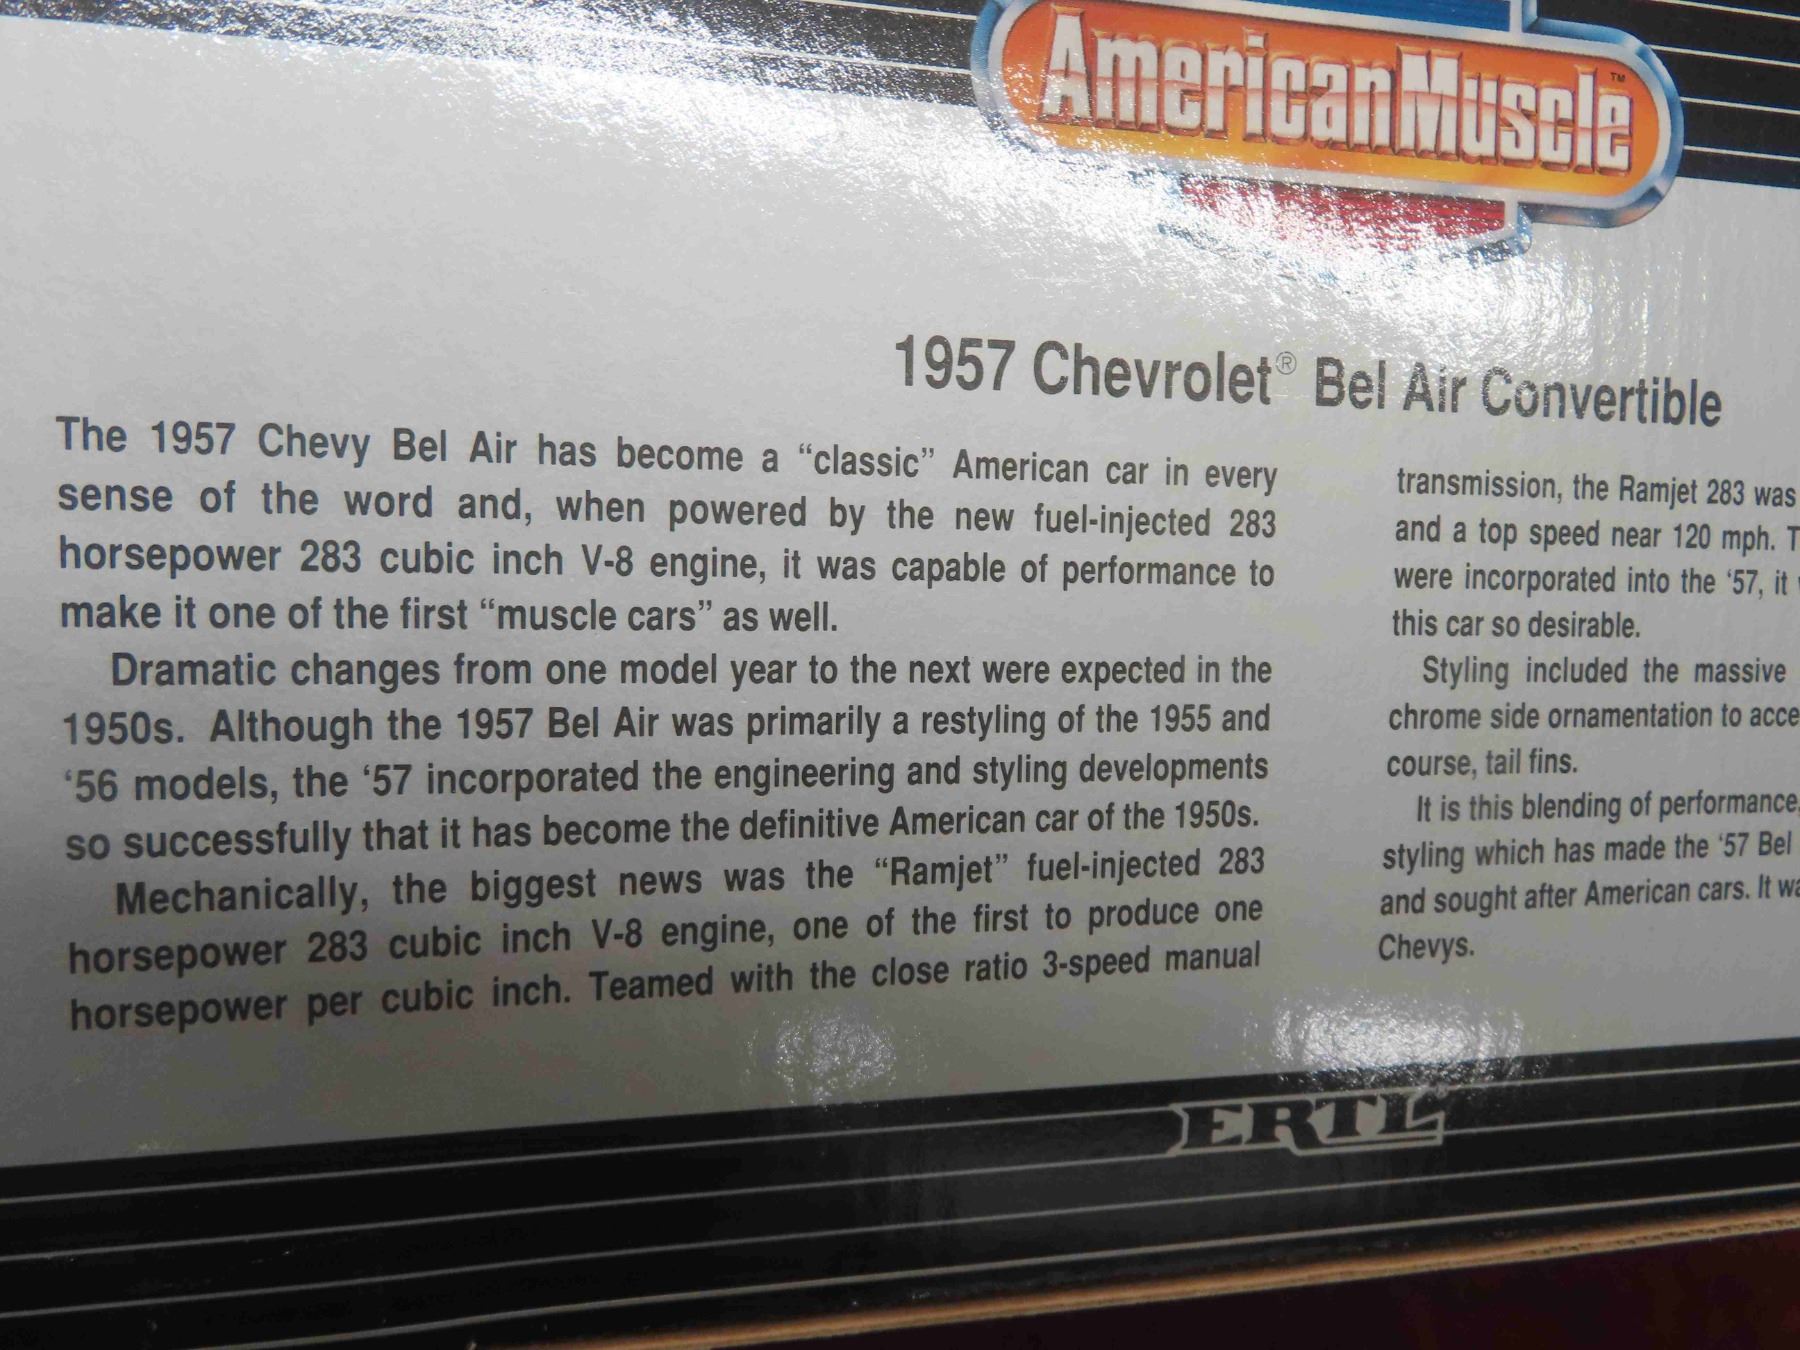 AmericanMuscle™
1957 Chevrolet® Bel Air Convertible
The 1957 Chevy Bel Air has become a “classic” American car in every
sense of the word and, when powered by the new fuel-injected 283
horsepower 283 cubic inch V-8 engine, it was capable of performance to
make it one of the first “muscle cars” as well.
Dramatic changes from one model year to the next were expected in the
1950s. Although the 1957 Bel Air was primarily a restyling of the 1955 and
‘56 models, the ‘57 incorporated the engineering and styling developments
so successfully that it has become the definitive American car of the 1950s.
Mechanically, the biggest news was the “Ramjet” fuel-injected 283
horsepower 283 cubic inch V-8 engine, one of the first to produce one
horsepower per cubic inch. Teamed with the close ratio 3-speed manual
transmission, the Ramjet 283 was
and a top speed near 120 mph.
were incorporated into the ‘57, it
this car so desirable.
Styling included the massive
chrome side ornamentation to
course, tail fins.
It is this blending of performance,
styling which has made the ‘57 Bel
and sought after American cars. It
Chevys.
ERTL